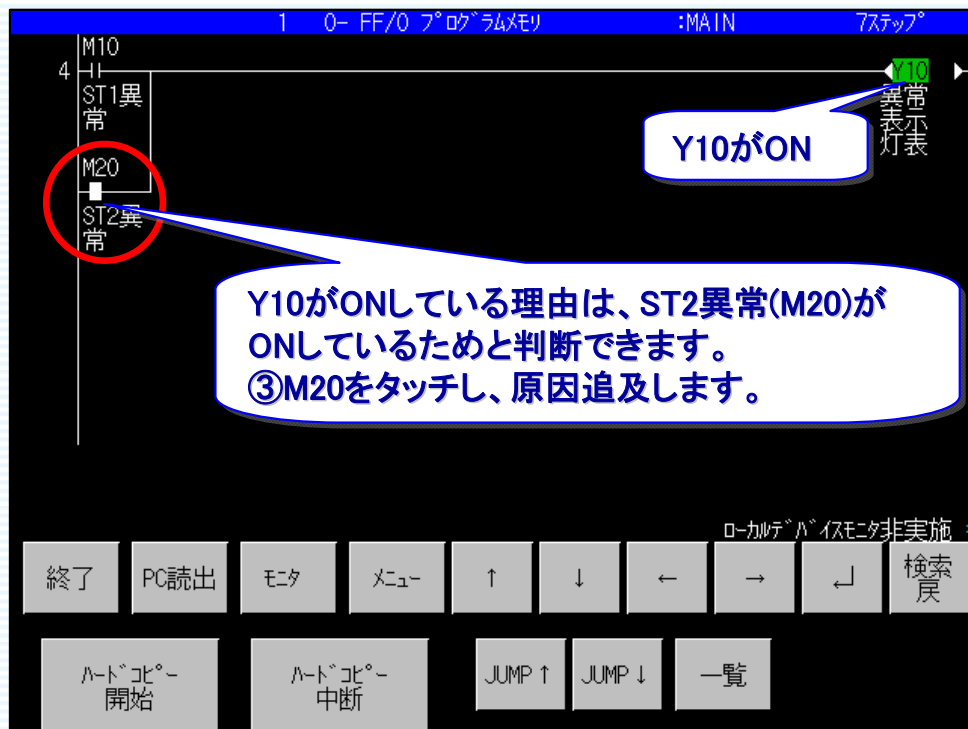 1 0- FF/0 ﾌﾟﾛｸﾞﾗﾑﾒﾓﾘ :MAIN 7ｽﾃｯﾌﾟ
M10
4
ST1異
常
Y10
異常
表示
灯表
Y10がON
M20
ST2異
常
Y10がONしている理由は、ST2異常(M20)が
ONしているためと判断できます。
③M20をタッチし、原因追及します。
ﾛｰｶﾙﾃﾞﾊﾞｲｽﾓﾆﾀ非実施
終了 PC読出 ﾓﾆﾀ ﾒﾆｭｰ ↑ ↓ ← → ↵ 検索
戻
ﾊｰﾄﾞｺﾋﾟｰ
開始
ﾊｰﾄﾞｺﾋﾟｰ
中断
JUMP↑ JUMP↓ 一覧